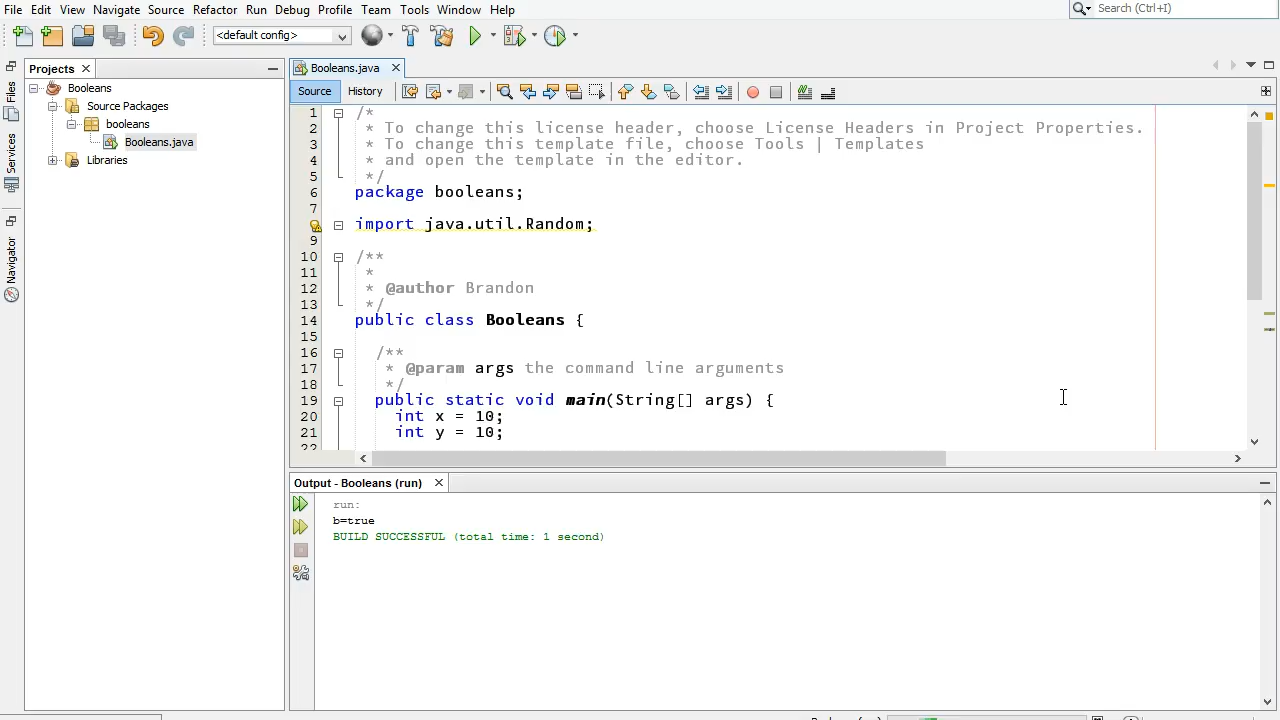 File Edit View Navigate Source Refactor Run Debug Profile Team Tools Window Help
Search (Ctrl+I)
<default config>
Projects
Booleans
Source Packages
booleans
Booleans.java
Libraries
Files
Services
Navigator
Booleans.java
Source History
1 /*
2 * To change this license header, choose License Headers in Project Properties.
3 * To change this template file, choose Tools | Templates
4 * and open the template in the editor.
5 */
6 package booleans;
7
import java.util.Random;
9
10 /**
11 *
12 * @author Brandon
13 */
14 public class Booleans {
15
16 /**
17 * @param args the command line arguments
18 */
19 public static void main(String[] args) {
20 int x = 10;
21 int y = 10;
22
Output - Booleans (run)
run:
b=true
BUILD SUCCESSFUL (total time: 1 second)